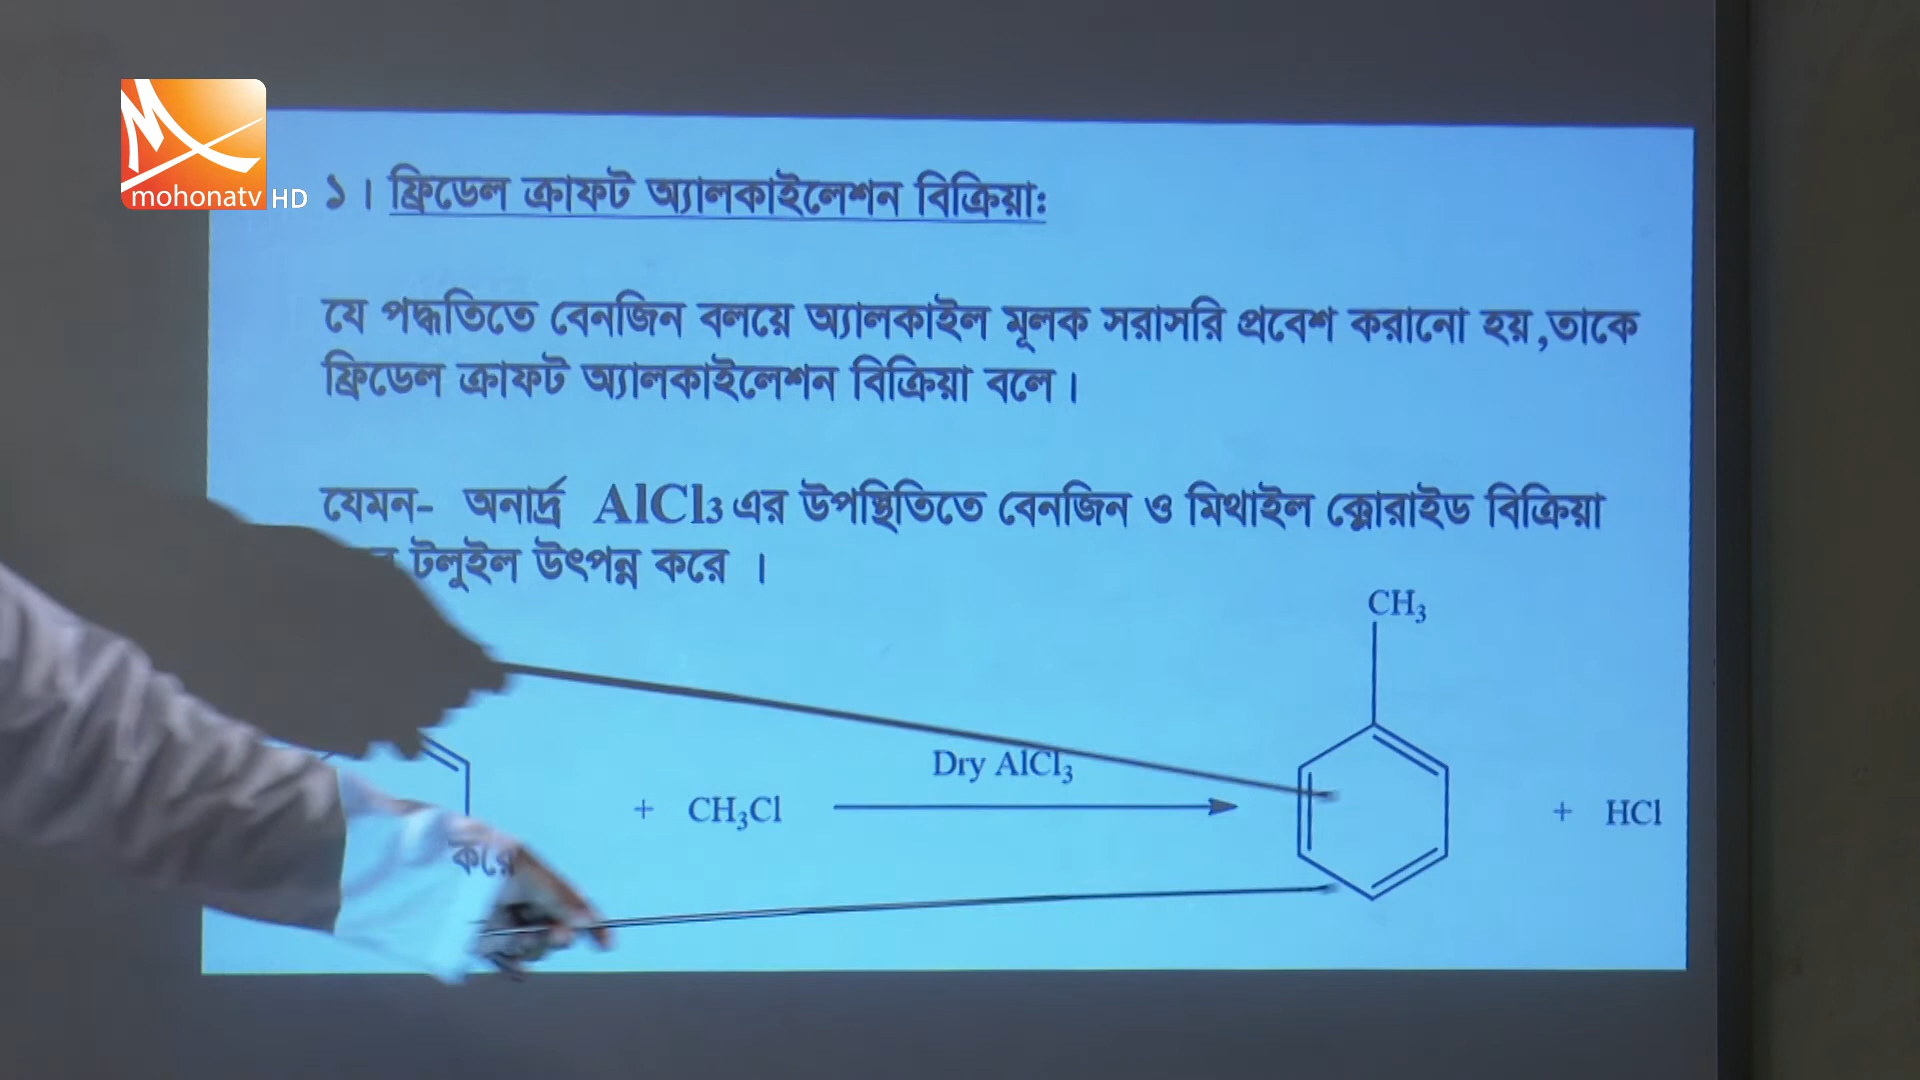 mohonatv HD
১। ফ্রিডেল ক্রাফট অ্যালকাইলেশন বিক্রিয়াঃ
যে পদ্ধতিতে বেনজিন বলয়ে অ্যালকাইল মূলক সরাসরি প্রবেশ করানো হয়,তাকে
ফ্রিডেল ক্রাফট অ্যালকাইলেশন বিক্রিয়া বলে।
যেমন- অনার্দ্র AlCl₃ এর উপস্থিতিতে বেনজিন ও মিথাইল ক্লোরাইড বিক্রিয়া
টলুইল উৎপন্ন করে ।
CH₃
Dry AlCl₃
+ CH₃Cl
+ HCl
করে